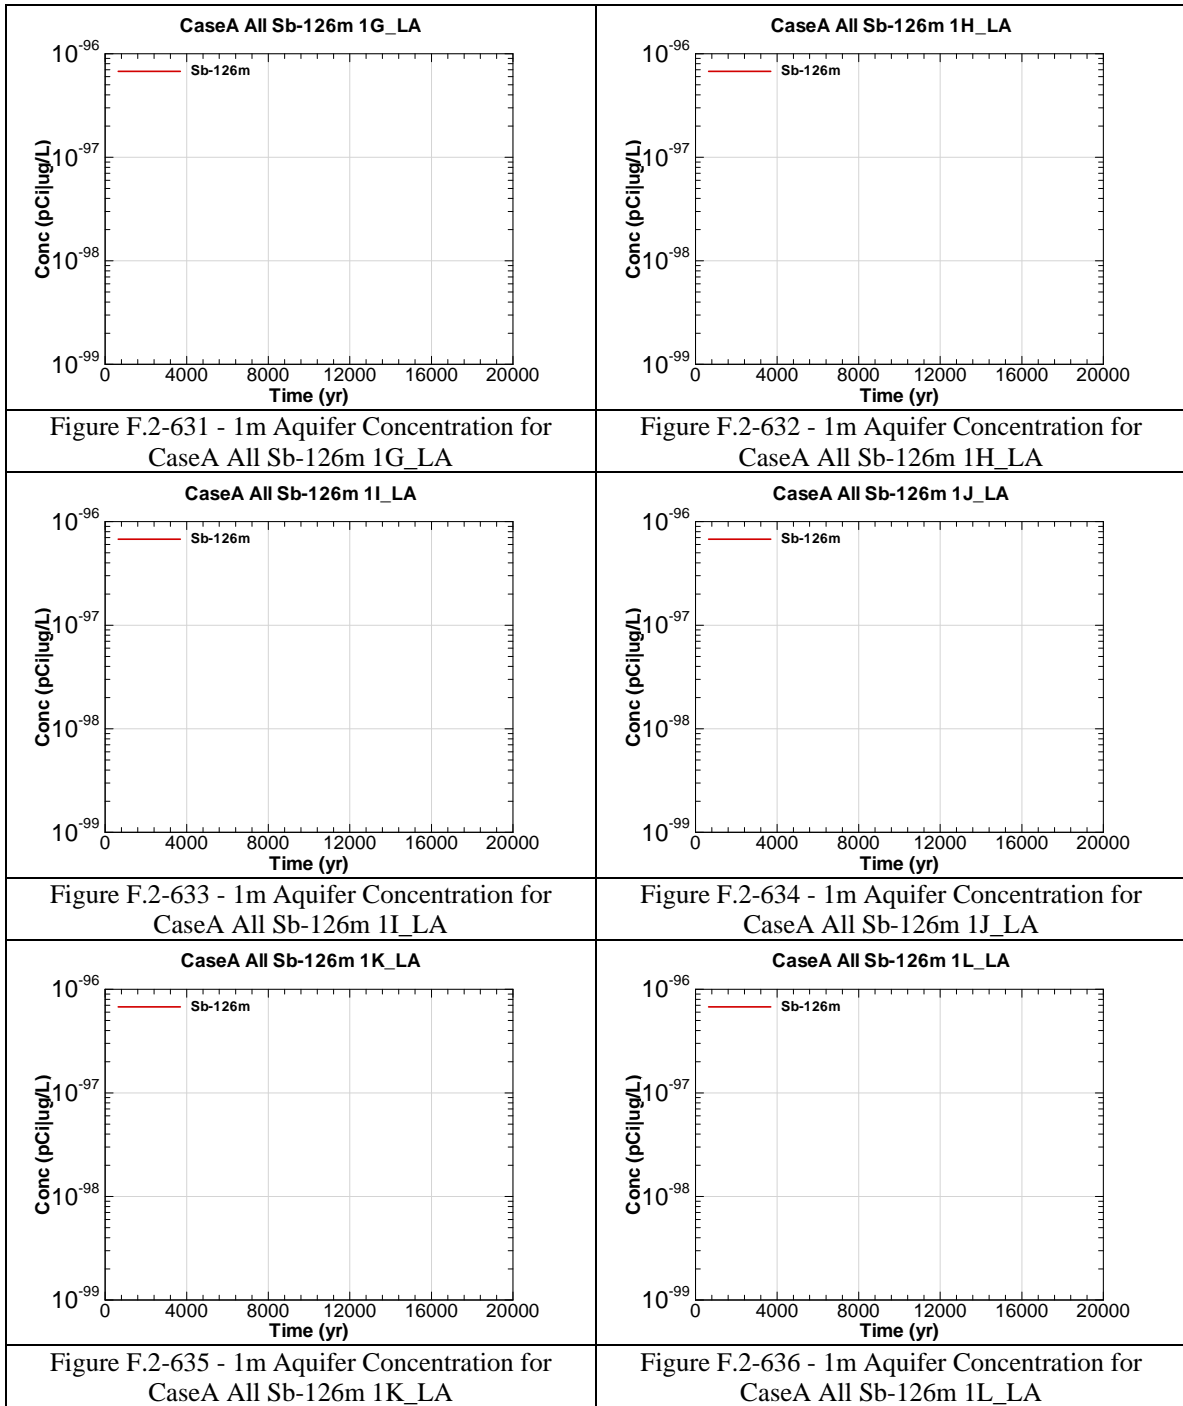 CaseA All Sb-126m 1G_LA
Sb-126m
Conc (pCi|ug/L)
10-96
10-97
10-98
10-99
0 4000 8000 12000 16000 20000
Time (yr)
Figure F.2-631 - 1m Aquifer Concentration for
CaseA All Sb-126m 1G_LA
CaseA All Sb-126m 1H_LA
Sb-126m
Conc (pCi|ug/L)
10-96
10-97
10-98
10-99
0 4000 8000 12000 16000 20000
Time (yr)
Figure F.2-632 - 1m Aquifer Concentration for
CaseA All Sb-126m 1H_LA
CaseA All Sb-126m 1I_LA
Sb-126m
Conc (pCi|ug/L)
10-96
10-97
10-98
10-99
0 4000 8000 12000 16000 20000
Time (yr)
Figure F.2-633 - 1m Aquifer Concentration for
CaseA All Sb-126m 1I_LA
CaseA All Sb-126m 1J_LA
Sb-126m
Conc (pCi|ug/L)
10-96
10-97
10-98
10-99
0 4000 8000 12000 16000 20000
Time (yr)
Figure F.2-634 - 1m Aquifer Concentration for
CaseA All Sb-126m 1J_LA
CaseA All Sb-126m 1K_LA
Sb-126m
Conc (pCi|ug/L)
10-96
10-97
10-98
10-99
0 4000 8000 12000 16000 20000
Time (yr)
Figure F.2-635 - 1m Aquifer Concentration for
CaseA All Sb-126m 1K_LA
CaseA All Sb-126m 1L_LA
Sb-126m
Conc (pCi|ug/L)
10-96
10-97
10-98
10-99
0 4000 8000 12000 16000 20000
Time (yr)
Figure F.2-636 - 1m Aquifer Concentration for
CaseA All Sb-126m 1L_LA